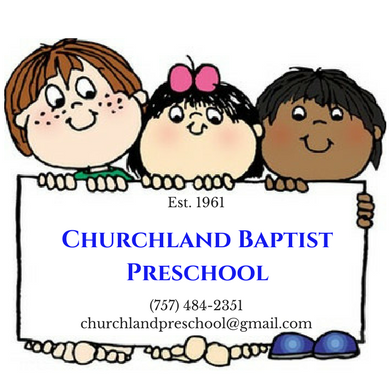 Est. 1961
Churchland Baptist
Preschool
(757) 484-2351
churchlandpreschool@gmail.com